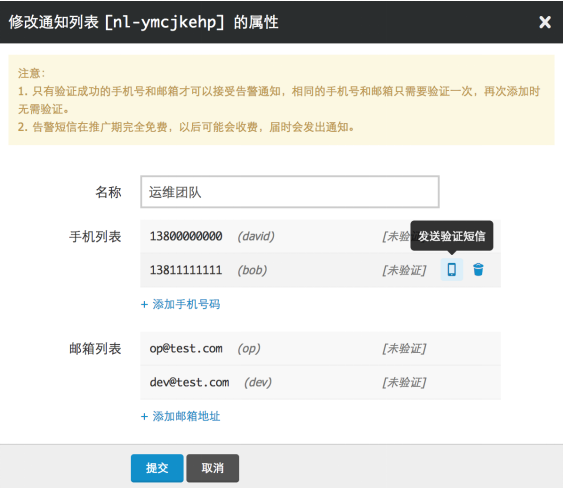 修改通知列表 [nl-ymcjkehp] 的属性
注意：
1. 只有验证成功的手机号和邮箱才可以接受告警通知，相同的手机号和邮箱只需要验证一次，再次添加时
无需验证。
2. 告警短信在推广期完全免费，以后可能会收费，届时会发出通知。
名称 运维团队
手机列表 13800000000 (david) [未验 发送验证短信
13811111111 (bob) [未验证]
+ 添加手机号码
邮箱列表 op@test.com (op) [未验证]
dev@test.com (dev) [未验证]
+ 添加邮箱地址
提交 取消